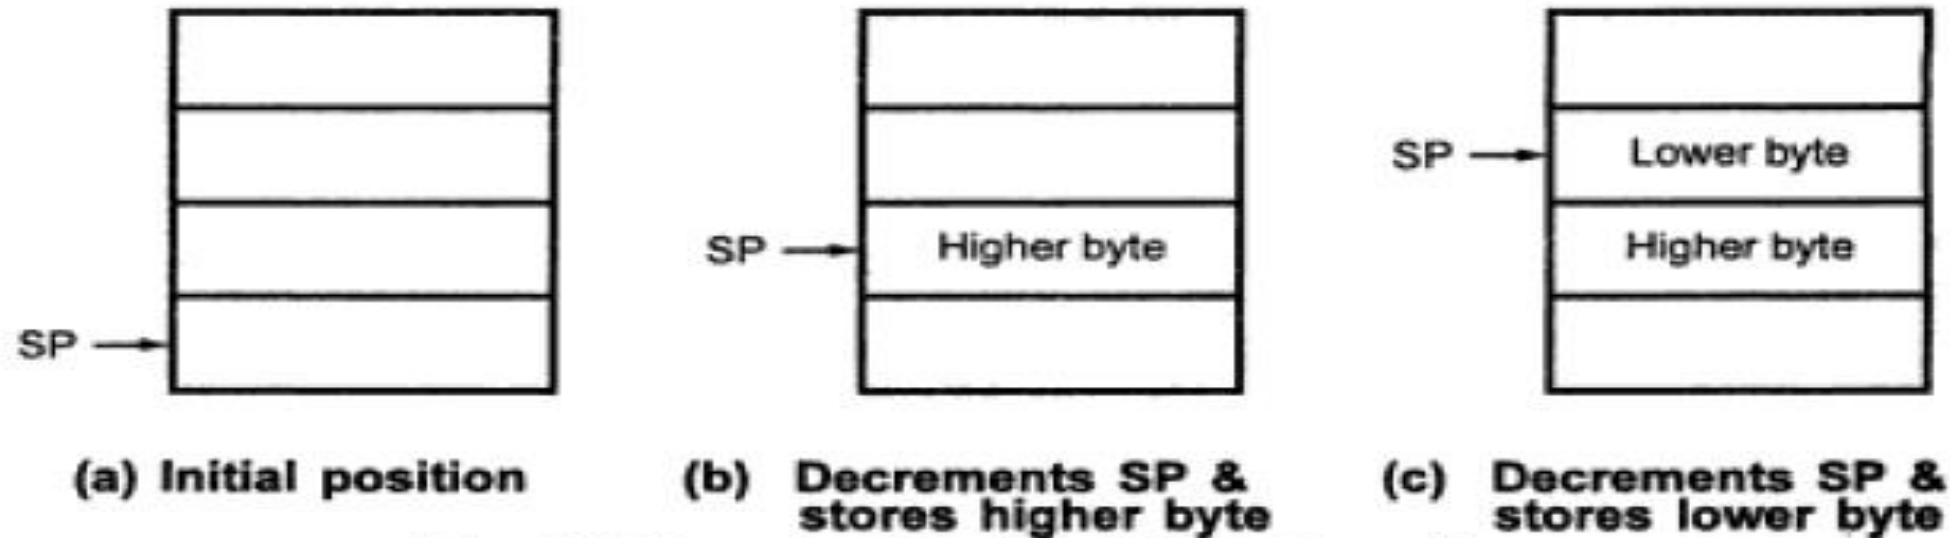 SP
SP
Higher byte
SP
Lower byte
Higher byte
(a) Initial position
(b) Decrements SP &
stores higher byte
(c) Decrements SP &
stores lower byte